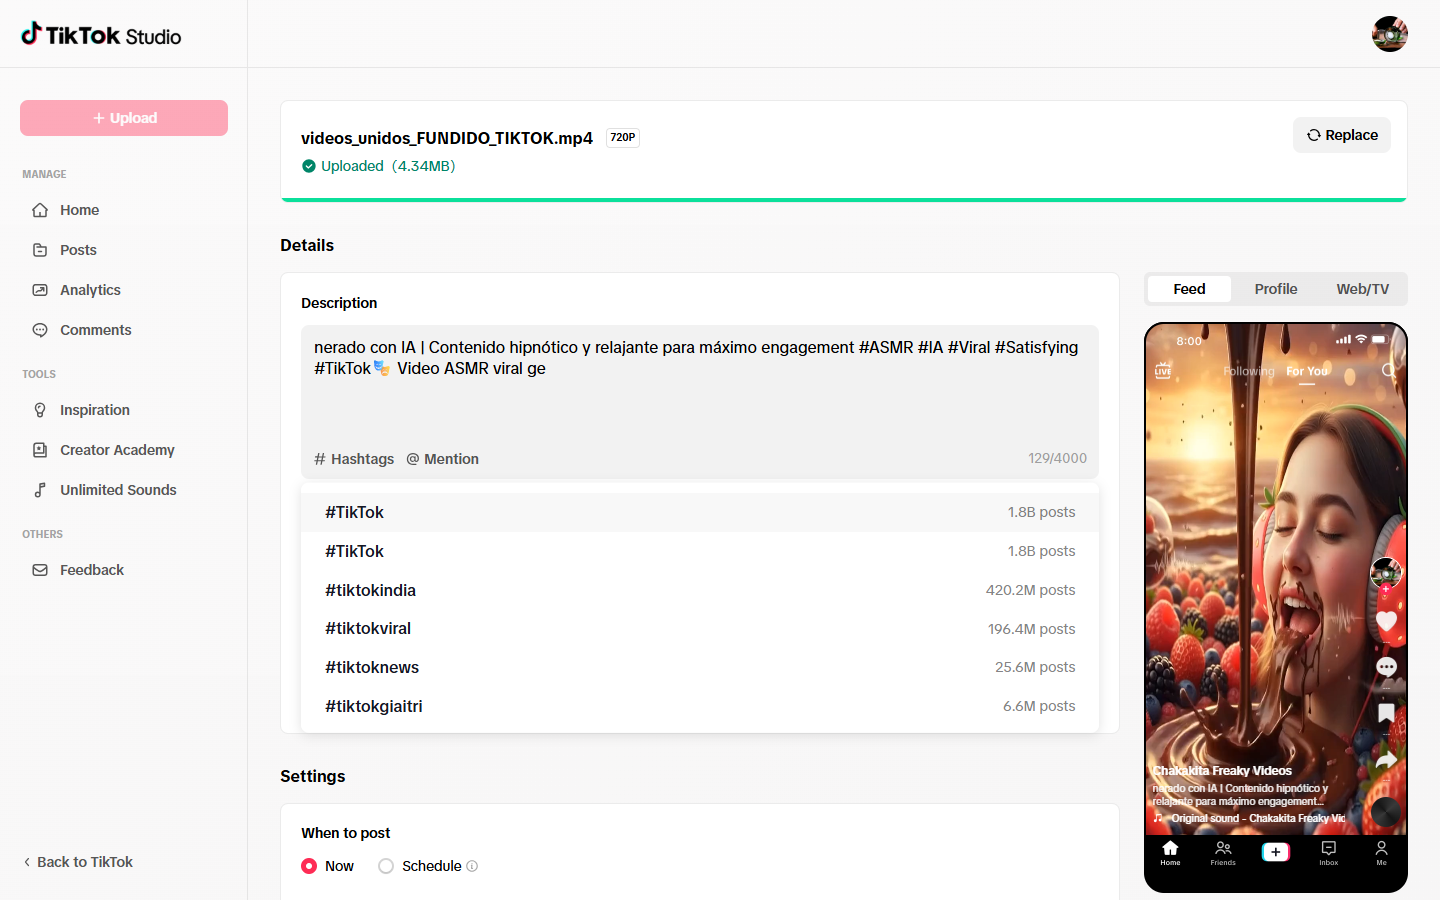 TikTok Studio
+ Upload
MANAGE
Home
Posts
Analytics
Comments
TOOLS
Inspiration
Creator Academy
Unlimited Sounds
OTHERS
Feedback
Back to TikTok
videos_unidos_FUNDIDO_TIKTOK.mp4 720P
Uploaded (4.34MB)
Replace
Details
Description
nerado con IA | Contenido hipnótico y relajante para máximo engagement #ASMR #IA #Viral #Satisfying
#TikTok🎭 Video ASMR viral ge
# Hashtags @ Mention 129/4000
#TikTok 1.8B posts
#TikTok 1.8B posts
#tiktokindia 420.2M posts
#tiktokviral 196.4M posts
#tiktoknews 25.6M posts
#tiktokgiaitri 6.6M posts
Settings
When to post
Now Schedule
Feed Profile Web/TV
8:00
LIVE Following For You
Chakakita Freaky Videos
nerado con IA | Contenido hipnótico y
relajante para máximo engagement...
Original sound - Chakakita Freaky Vid
Home Friends Inbox Me